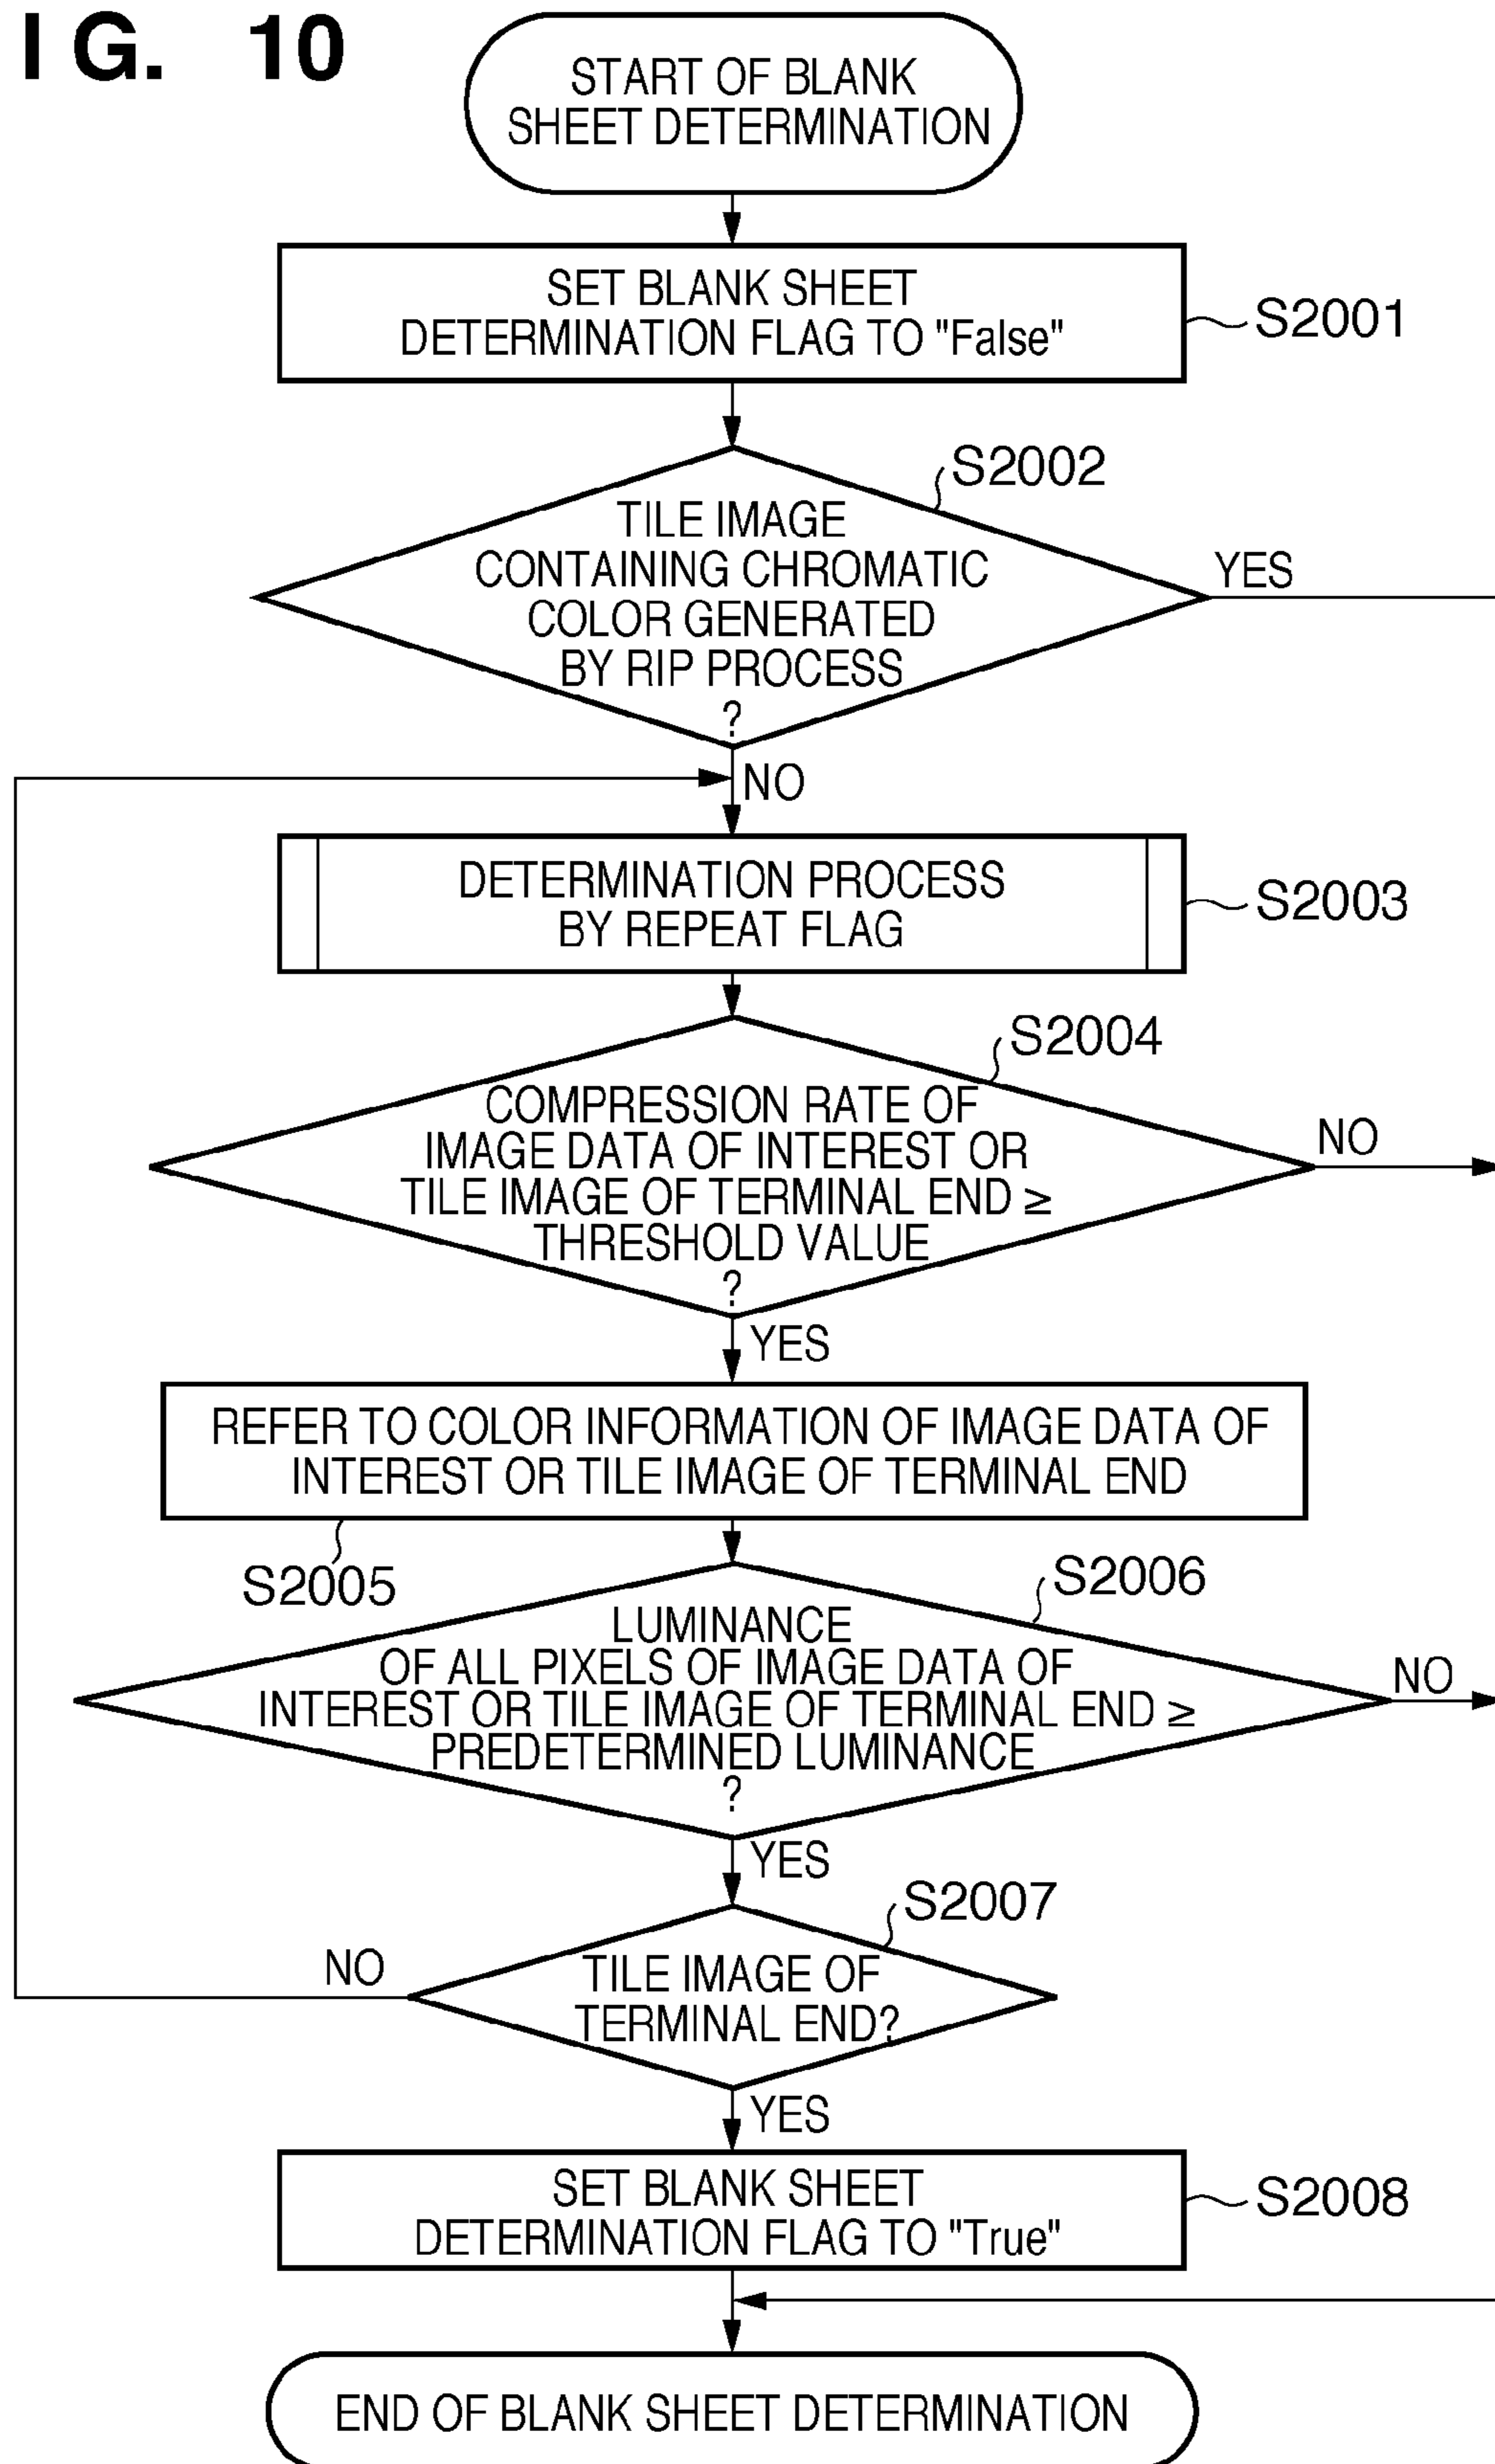 IG. 10
START OF BLANK
SHEET DETERMINATION
SET BLANK SHEET
DETERMINATION FLAG TO "False"
S2001
S2002
TILE IMAGE
CONTAINING CHROMATIC
COLOR GENERATED
BY RIP PROCESS
?
YES
NO
DETERMINATION PROCESS
BY REPEAT FLAG
S2003
S2004
COMPRESSION RATE OF
IMAGE DATA OF INTEREST OR
TILE IMAGE OF TERMINAL END ≥
THRESHOLD VALUE
?
NO
YES
REFER TO COLOR INFORMATION OF IMAGE DATA OF
INTEREST OR TILE IMAGE OF TERMINAL END
S2005
S2006
LUMINANCE
OF ALL PIXELS OF IMAGE DATA OF
INTEREST OR TILE IMAGE OF TERMINAL END ≥
PREDETERMINED LUMINANCE
?
NO
YES
S2007
NO
TILE IMAGE OF
TERMINAL END?
YES
SET BLANK SHEET
DETERMINATION FLAG TO "True"
S2008
END OF BLANK SHEET DETERMINATION